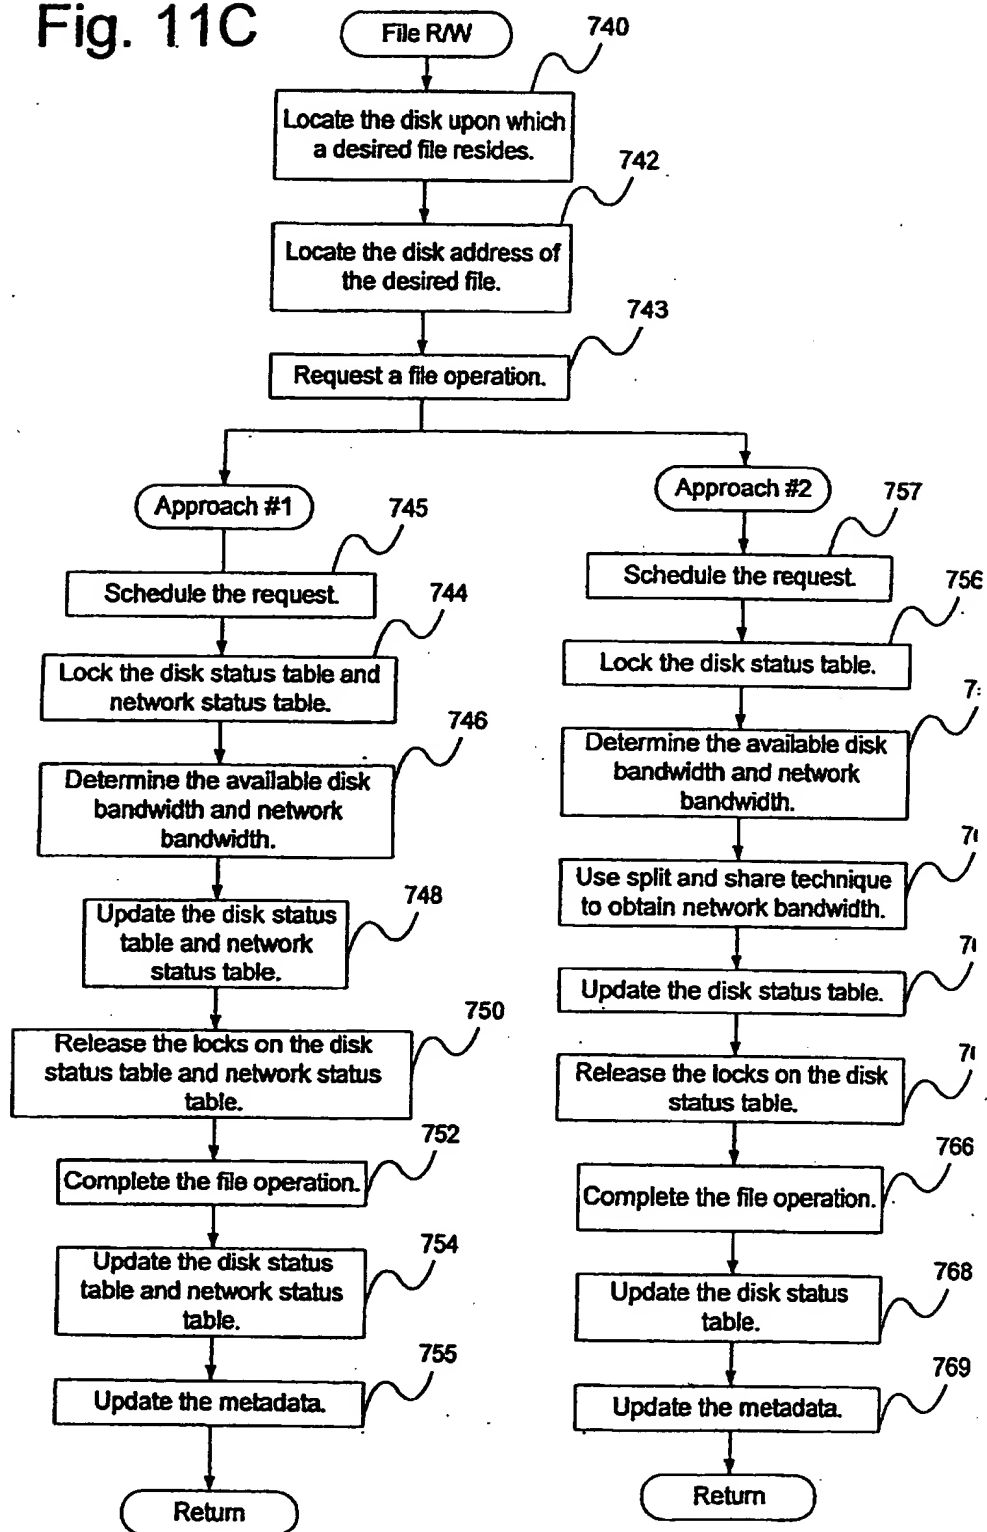 Fig. 11C
File R/W
740
Locate the disk upon which
a desired file resides.
742
Locate the disk address of
the desired file.
743
Request a file operation.
Approach #1
745
Schedule the request.
744
Lock the disk status table and
network status table.
746
Determine the available disk
bandwidth and network
bandwidth.
748
Update the disk status
table and network
status table.
750
Release the locks on the disk
status table and network status
table.
752
Complete the file operation.
754
Update the disk status
table and network status
table.
755
Update the metadata.
Return
Approach #2
757
Schedule the request.
756
Lock the disk status table.
Determine the available disk
bandwidth and network
bandwidth.
Use split and share technique
to obtain network bandwidth.
Update the disk status table.
Release the locks on the disk
status table.
766
Complete the file operation.
768
Update the disk status
table.
769
Update the metadata.
Return